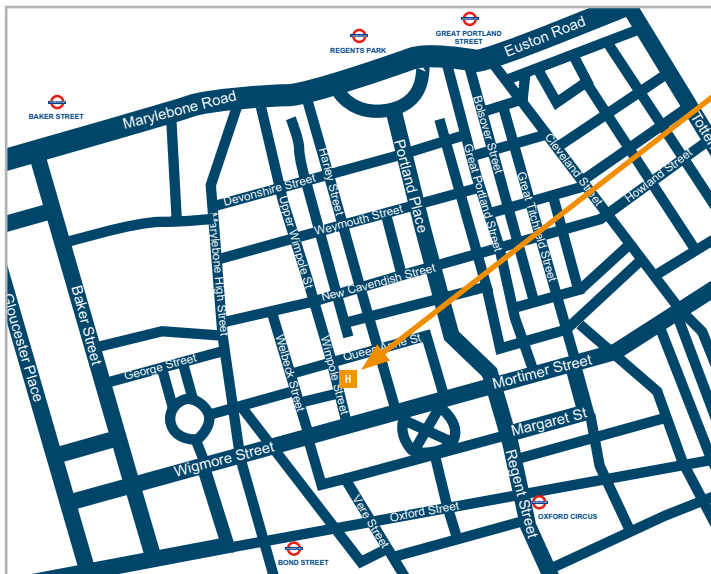 GREAT PORTLAND
STREET
REGENTS PARK
Euston Road
BAKER STREET
Marylebone Road
Bolsover Street
Totten
Cleveland Street
Howland Street
Harley Street
Portland Place
Great Portland Street
Great Titchfield Street
Devonshire Street
Upper Wimpole St
Weymouth Street
Marylebone High Street
New Cavendish Street
Gloucester Place
Baker Street
Queen Anne St
George Street
Welbeck Street
Wimpole Street
H
Mortimer Street
Margaret St
Wigmore Street
Regent Street
Vere Street
Oxford Street
OXFORD CIRCUS
BOND STREET